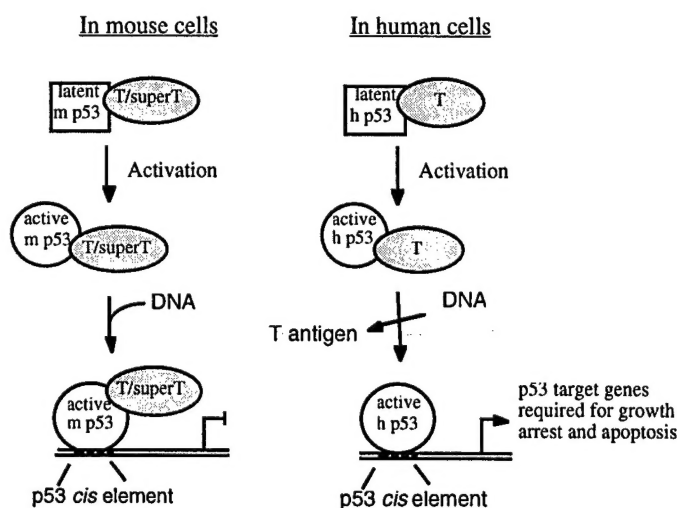 In mouse cells
latent
m p53
T/superT
Activation
active
m p53
T/superT
DNA
T/superT
active
m p53
p53 cis element
In human cells
latent
h p53
T
Activation
active
h p53
T
DNA
T antigen
active
h p53
p53 target genes
required for growth
arrest and apoptosis
p53 cis element